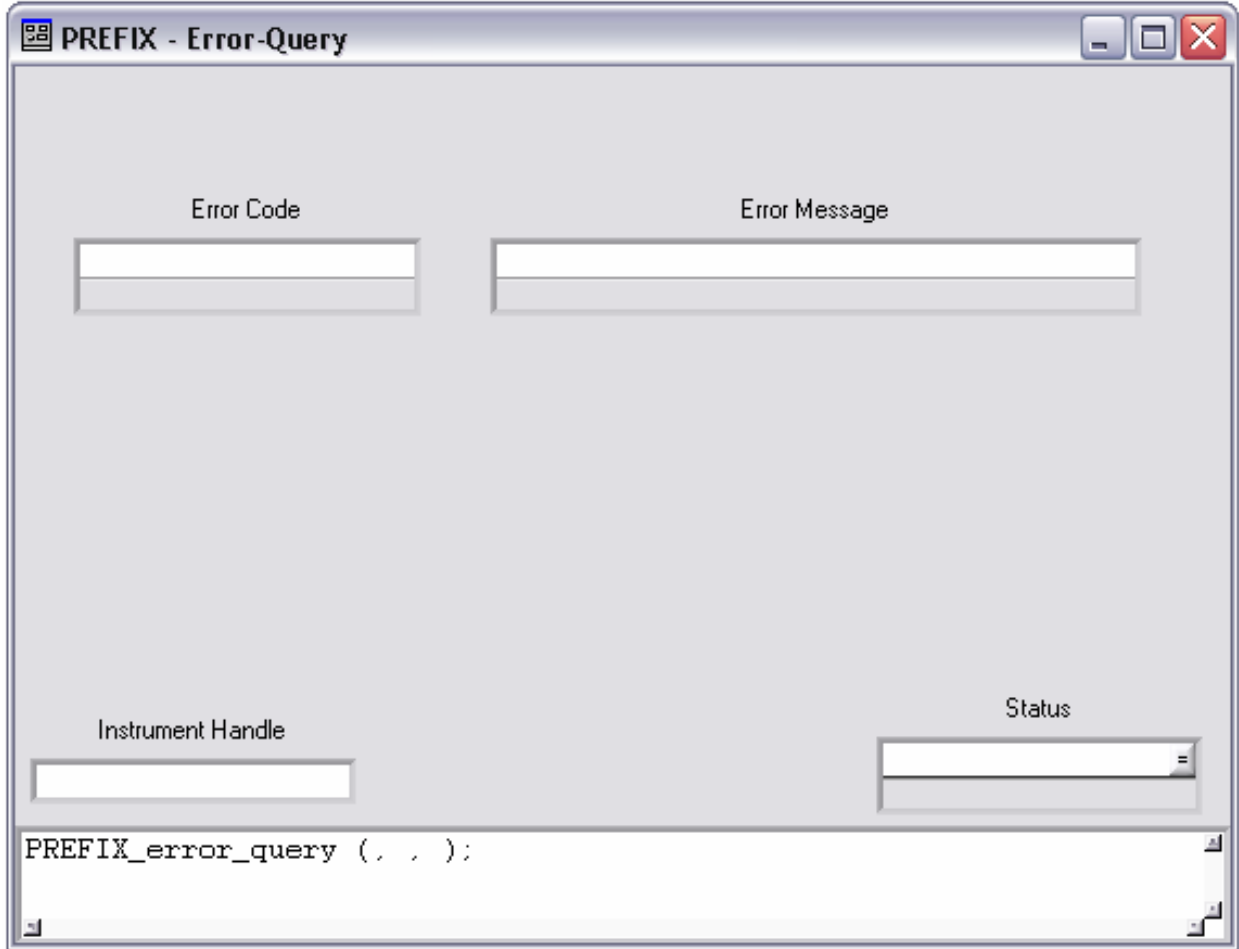 PREFIX - Error-Query
Error Code
Error Message
Instrument Handle
Status
=
PREFIX_error_query (, , );